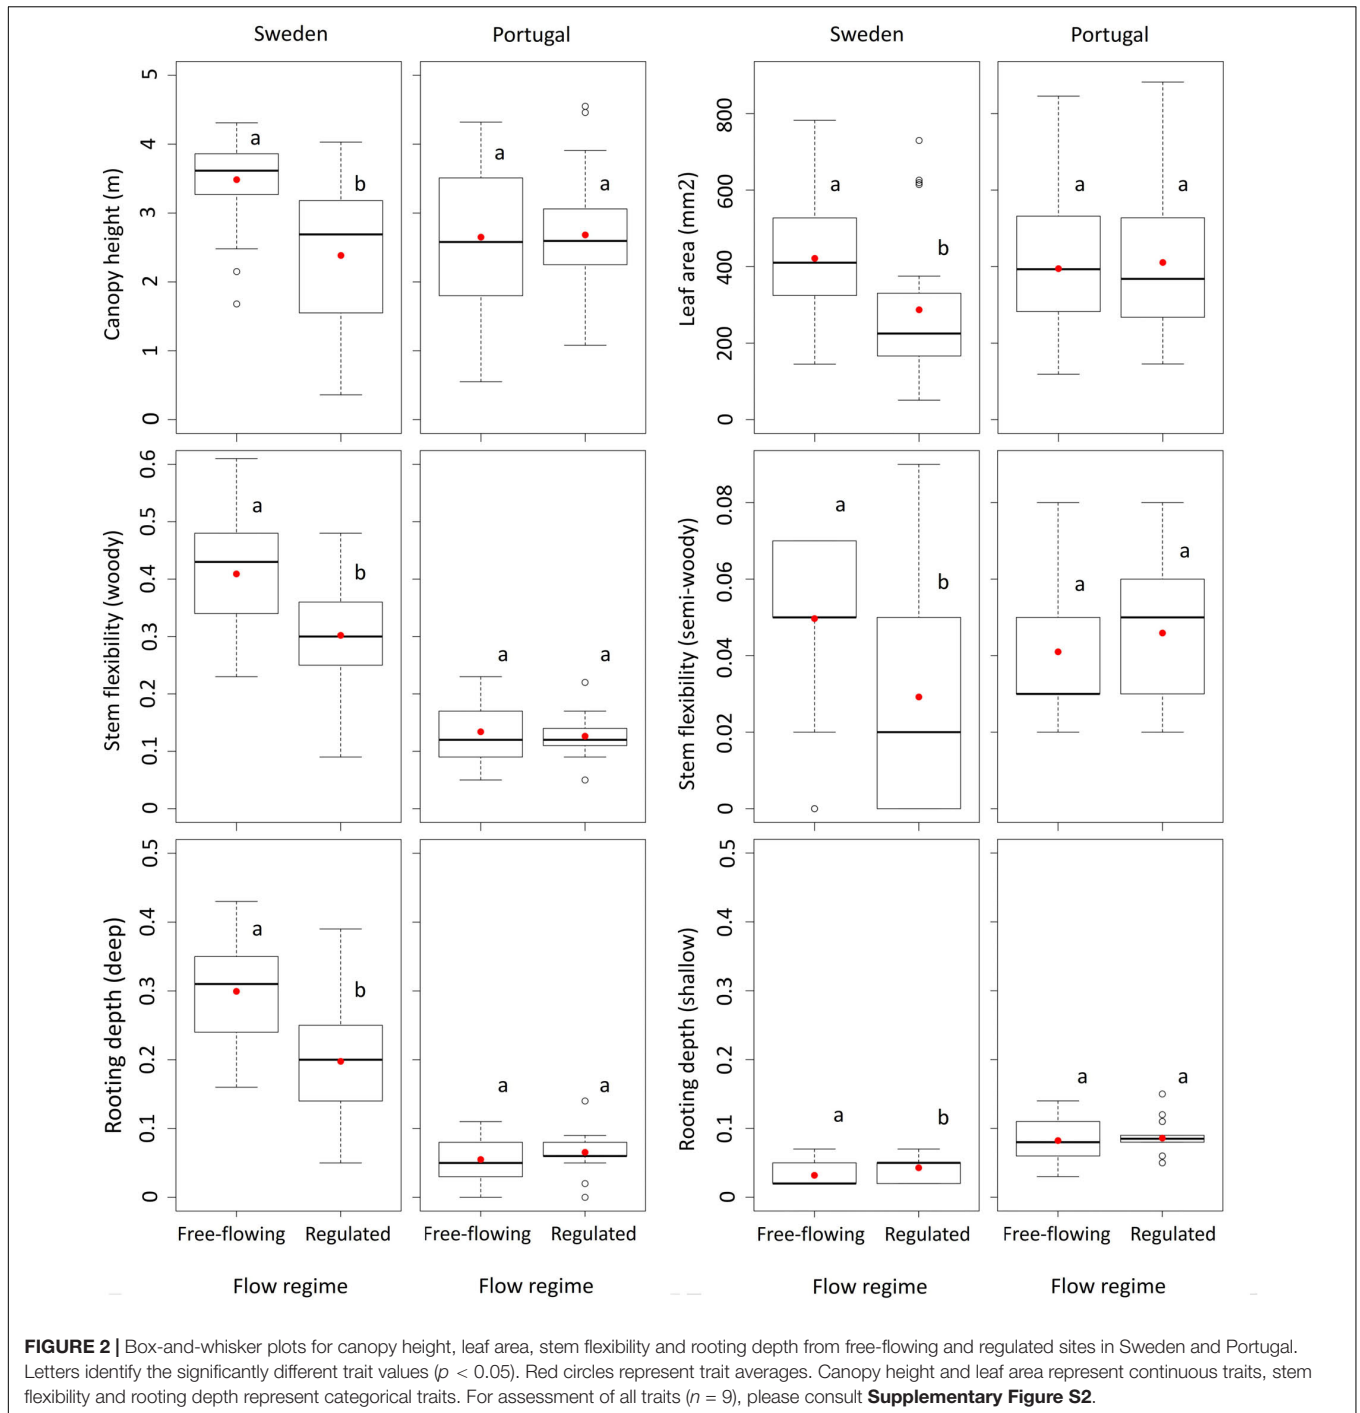 Sweden Portugal Sweden Portugal
Canopy height (m)
5
4
3
2
1
0
a
b
a
a
Leaf area (mm2)
800
600
400
200
0
a
b
a
a
Stem flexibility (woody)
0.6
0.5
0.4
0.3
0.2
0.1
0
a
b
a
a
Stem flexibility (semi-woody)
0.08
0.06
0.04
0.02
0
a
b
a
a
Rooting depth (deep)
0.5
0.4
0.3
0.2
0.1
0
a
b
a
a
Rooting depth (shallow)
0.5
0.4
0.3
0.2
0.1
0
a
b
a
a
Free-flowing Regulated Free-flowing Regulated Free-flowing Regulated Free-flowing Regulated
Flow regime Flow regime Flow regime Flow regime
FIGURE 2 | Box-and-whisker plots for canopy height, leaf area, stem flexibility and rooting depth from free-flowing and regulated sites in Sweden and Portugal.
Letters identify the significantly different trait values (p < 0.05). Red circles represent trait averages. Canopy height and leaf area represent continuous traits, stem
flexibility and rooting depth represent categorical traits. For assessment of all traits (n = 9), please consult Supplementary Figure S2.